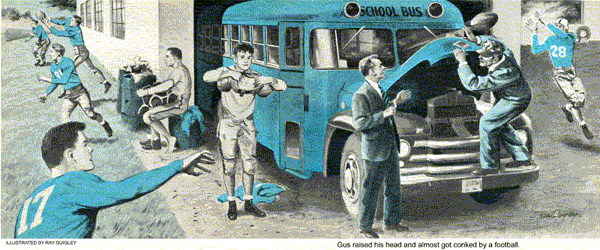 SCHOOL BUS
28
17
ILLUSTRATED BY RAY QUIGLEY
Gus raised his head and almost got conked by a football.